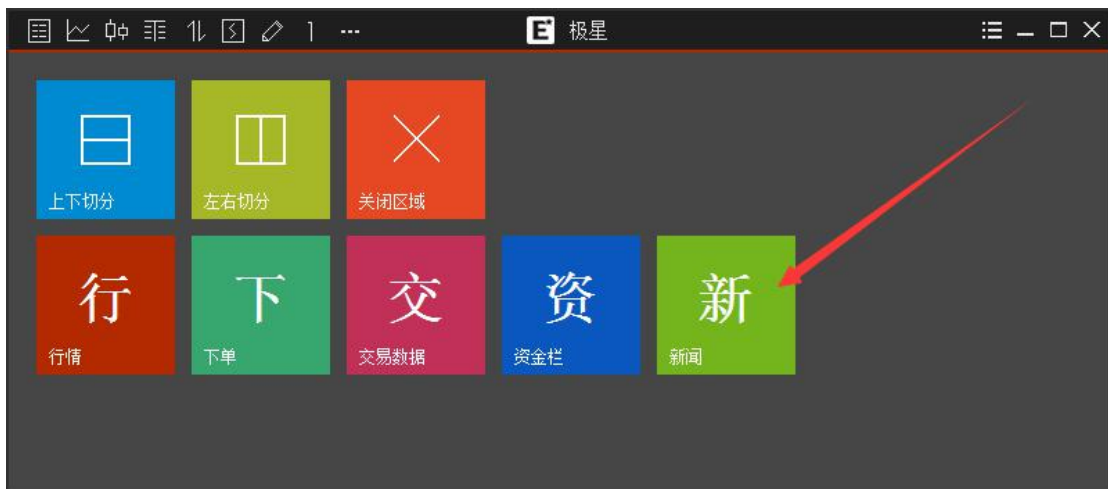 E 极星
上下切分
左右切分
关闭区域
行
行情
下
下单
交
交易数据
资
资金栏
新
新闻